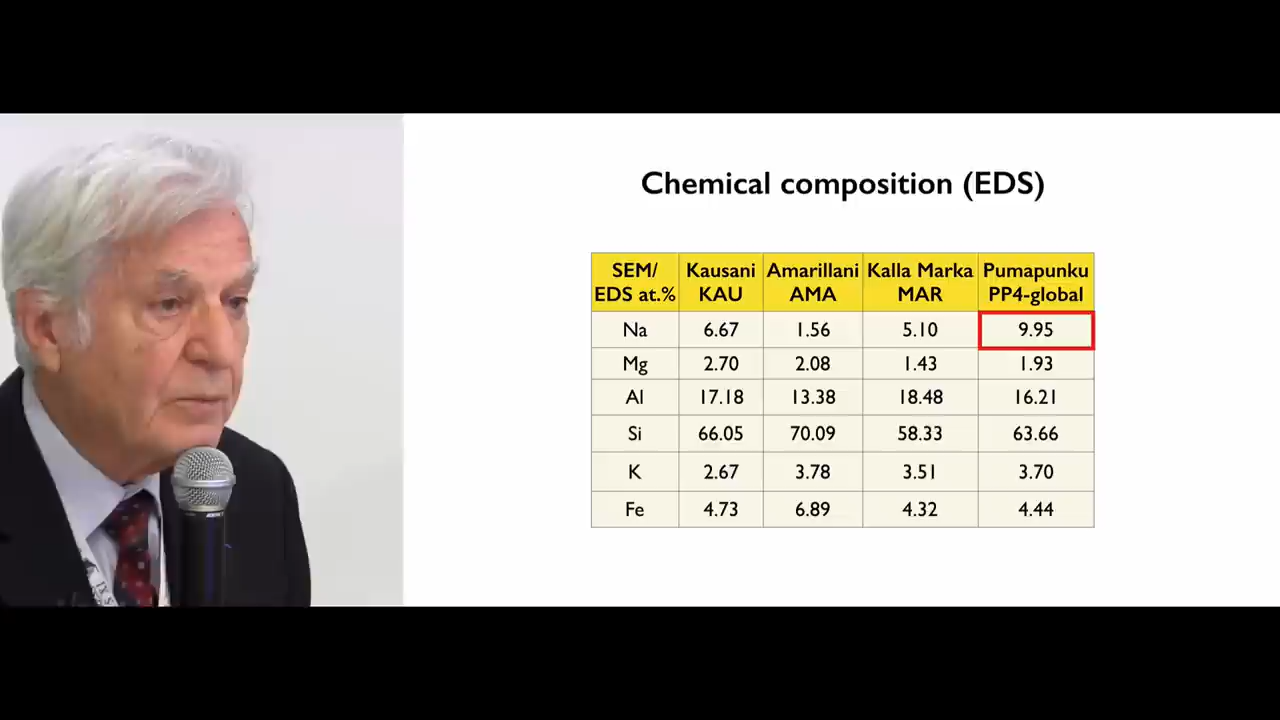 Chemical composition (EDS)
SEM/ EDS at.% Kausani KAU Amarillani AMA Kalla Marka MAR Pumapunku PP4-global
Na 6.67 1.56 5.10 9.95
Mg 2.70 2.08 1.43 1.93
Al 17.18 13.38 18.48 16.21
Si 66.05 70.09 58.33 63.66
K 2.67 3.78 3.51 3.70
Fe 4.73 6.89 4.32 4.44